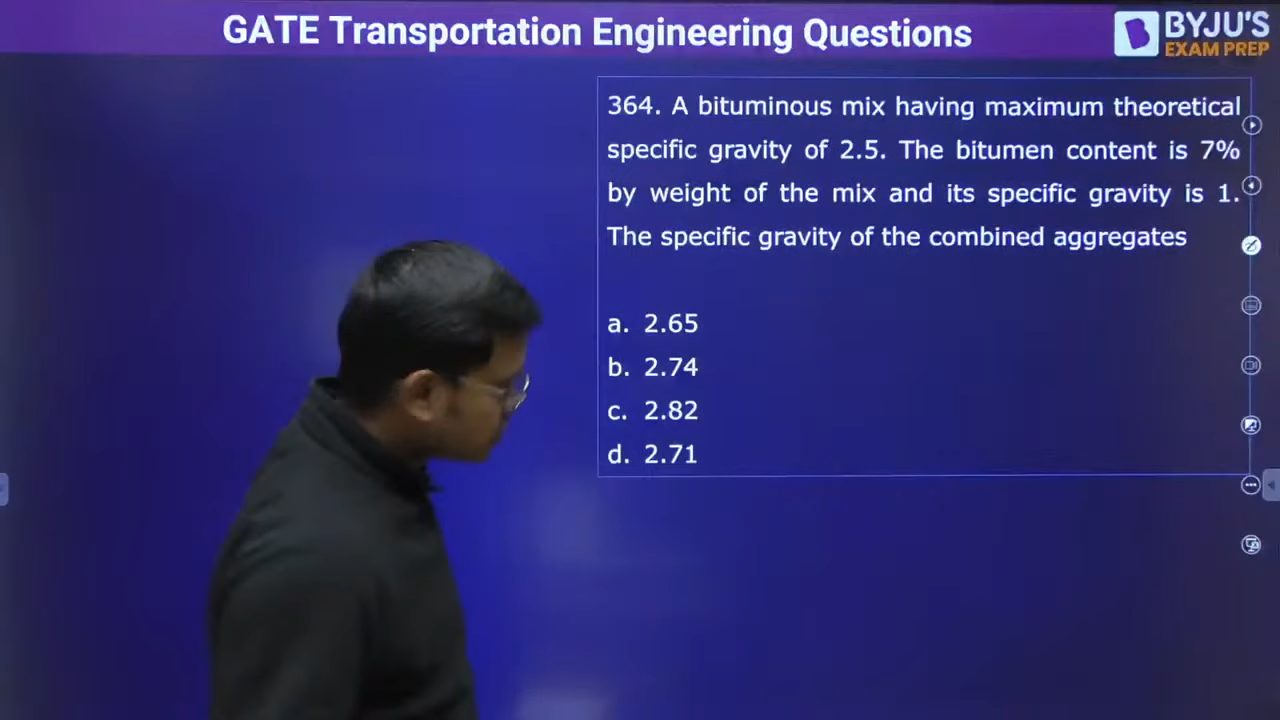 GATE Transportation Engineering Questions
BYJU'S
EXAM PREP
364. A bituminous mix having maximum theoretical
specific gravity of 2.5. The bitumen content is 7%
by weight of the mix and its specific gravity is 1.
The specific gravity of the combined aggregates
a. 2.65
b. 2.74
c. 2.82
d. 2.71